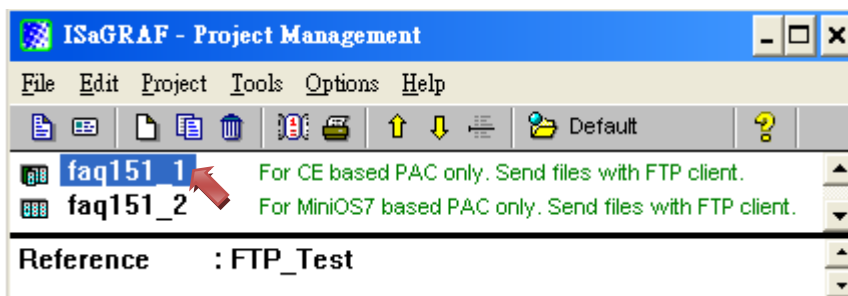 ISaGRAF - Project Management
File Edit Project Tools Options Help
Default
faq151_1 For CE based PAC only. Send files with FTP client.
faq151_2 For MiniOS7 based PAC only. Send files with FTP client.
Reference : FTP_Test